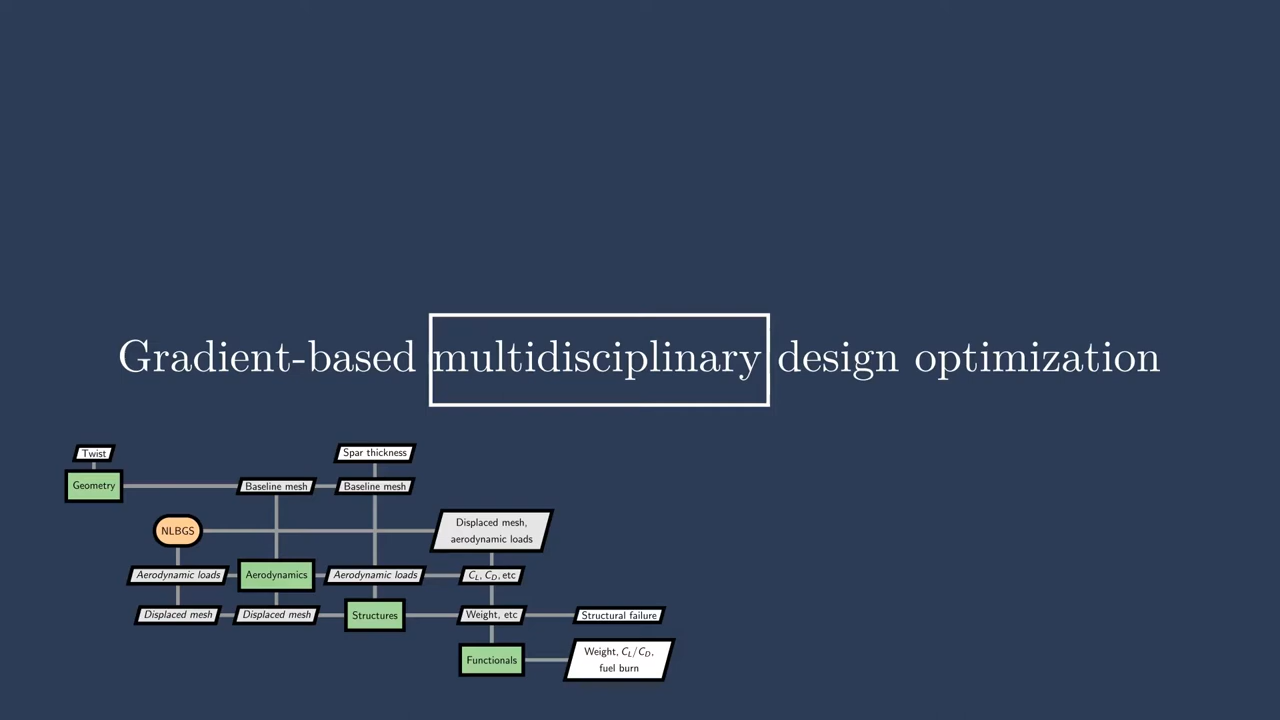 Gradient-based multidisciplinary design optimization
Twist
Spar thickness
Geometry
Baseline mesh
Baseline mesh
NLBGS
Displaced mesh,
aerodynamic loads
Aerodynamic loads
Aerodynamics
Aerodynamic loads
C_L, C_D, etc
Displaced mesh
Displaced mesh
Structures
Weight, etc
Structural failure
Functionals
Weight, C_L/C_D,
fuel burn